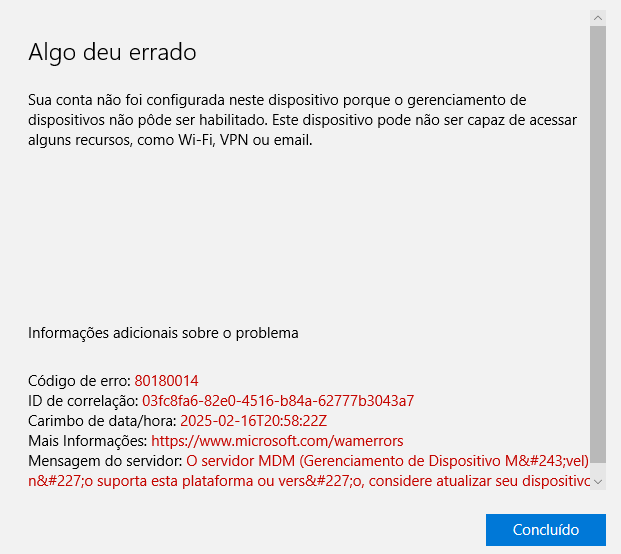 Algo deu errado
Sua conta não foi configurada neste dispositivo porque o gerenciamento de
dispositivos não pôde ser habilitado. Este dispositivo pode não ser capaz de acessar
alguns recursos, como Wi-Fi, VPN ou email.
Informações adicionais sobre o problema
Código de erro: 80180014
ID de correlação: 03fc8fa6-82e0-4516-b84a-62777b3043a7
Carimbo de data/hora: 2025-02-16T20:58:22Z
Mais Informações: https://www.microsoft.com/wamerrors
Mensagem do servidor: O servidor MDM (Gerenciamento de Dispositivo M&#243;vel)
n&#227;o suporta esta plataforma ou vers&#227;o, considere atualizar seu dispositivo
Concluído